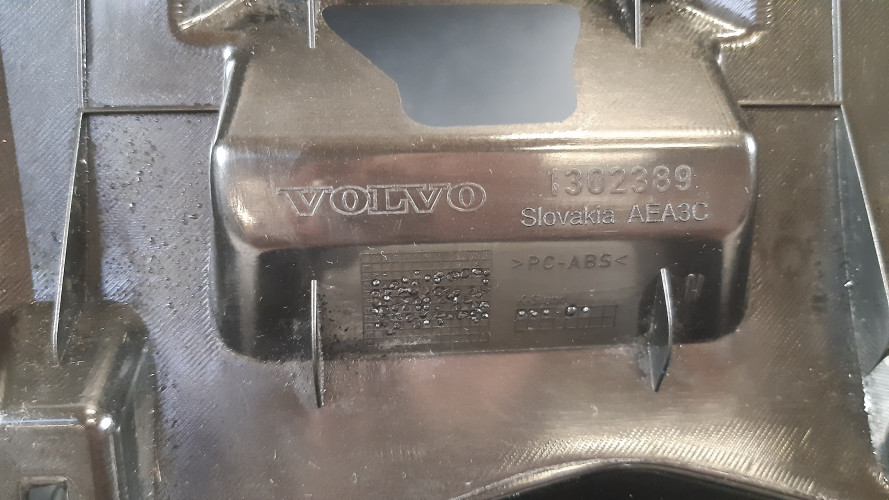 VOLVO
1302389
Slovakia AEA3C
>PC-ABS<